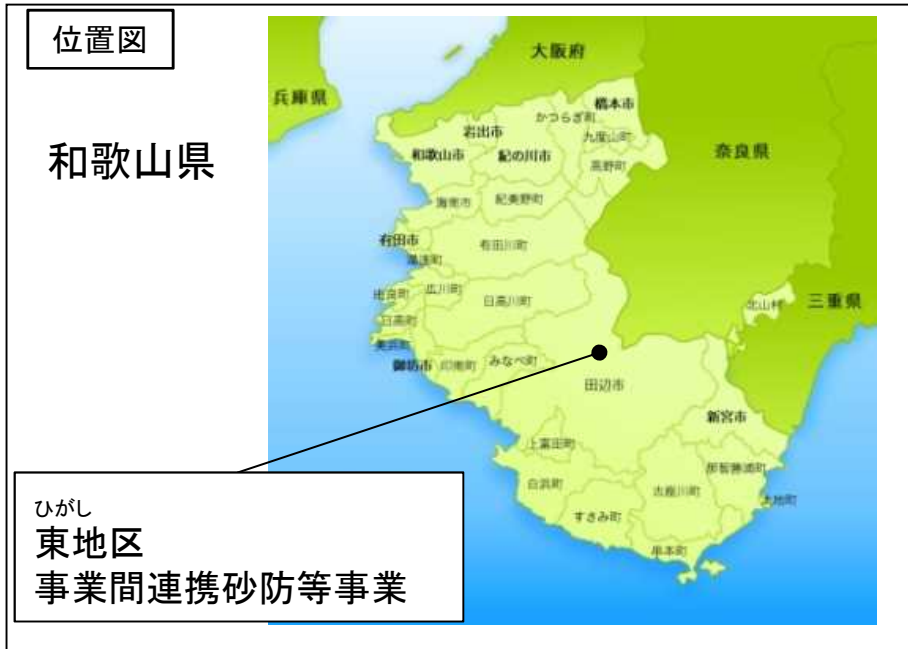 位置図
和歌山県
大阪府
兵庫県
橋本市
かつらぎ町
岩出市
九度山町
和歌山市
紀の川市
奈良県
高野町
海南市
紀美野町
有田市
有田川町
湯浅町
由良町
広川町
日高川町
北山村
三重県
日高町
美浜町
御坊市
印南町
みなべ町
田辺市
新宮市
上富田町
那智勝浦町
白浜町
古座川町
太地町
すさみ町
串本町
ひがし
東地区
事業間連携砂防等事業